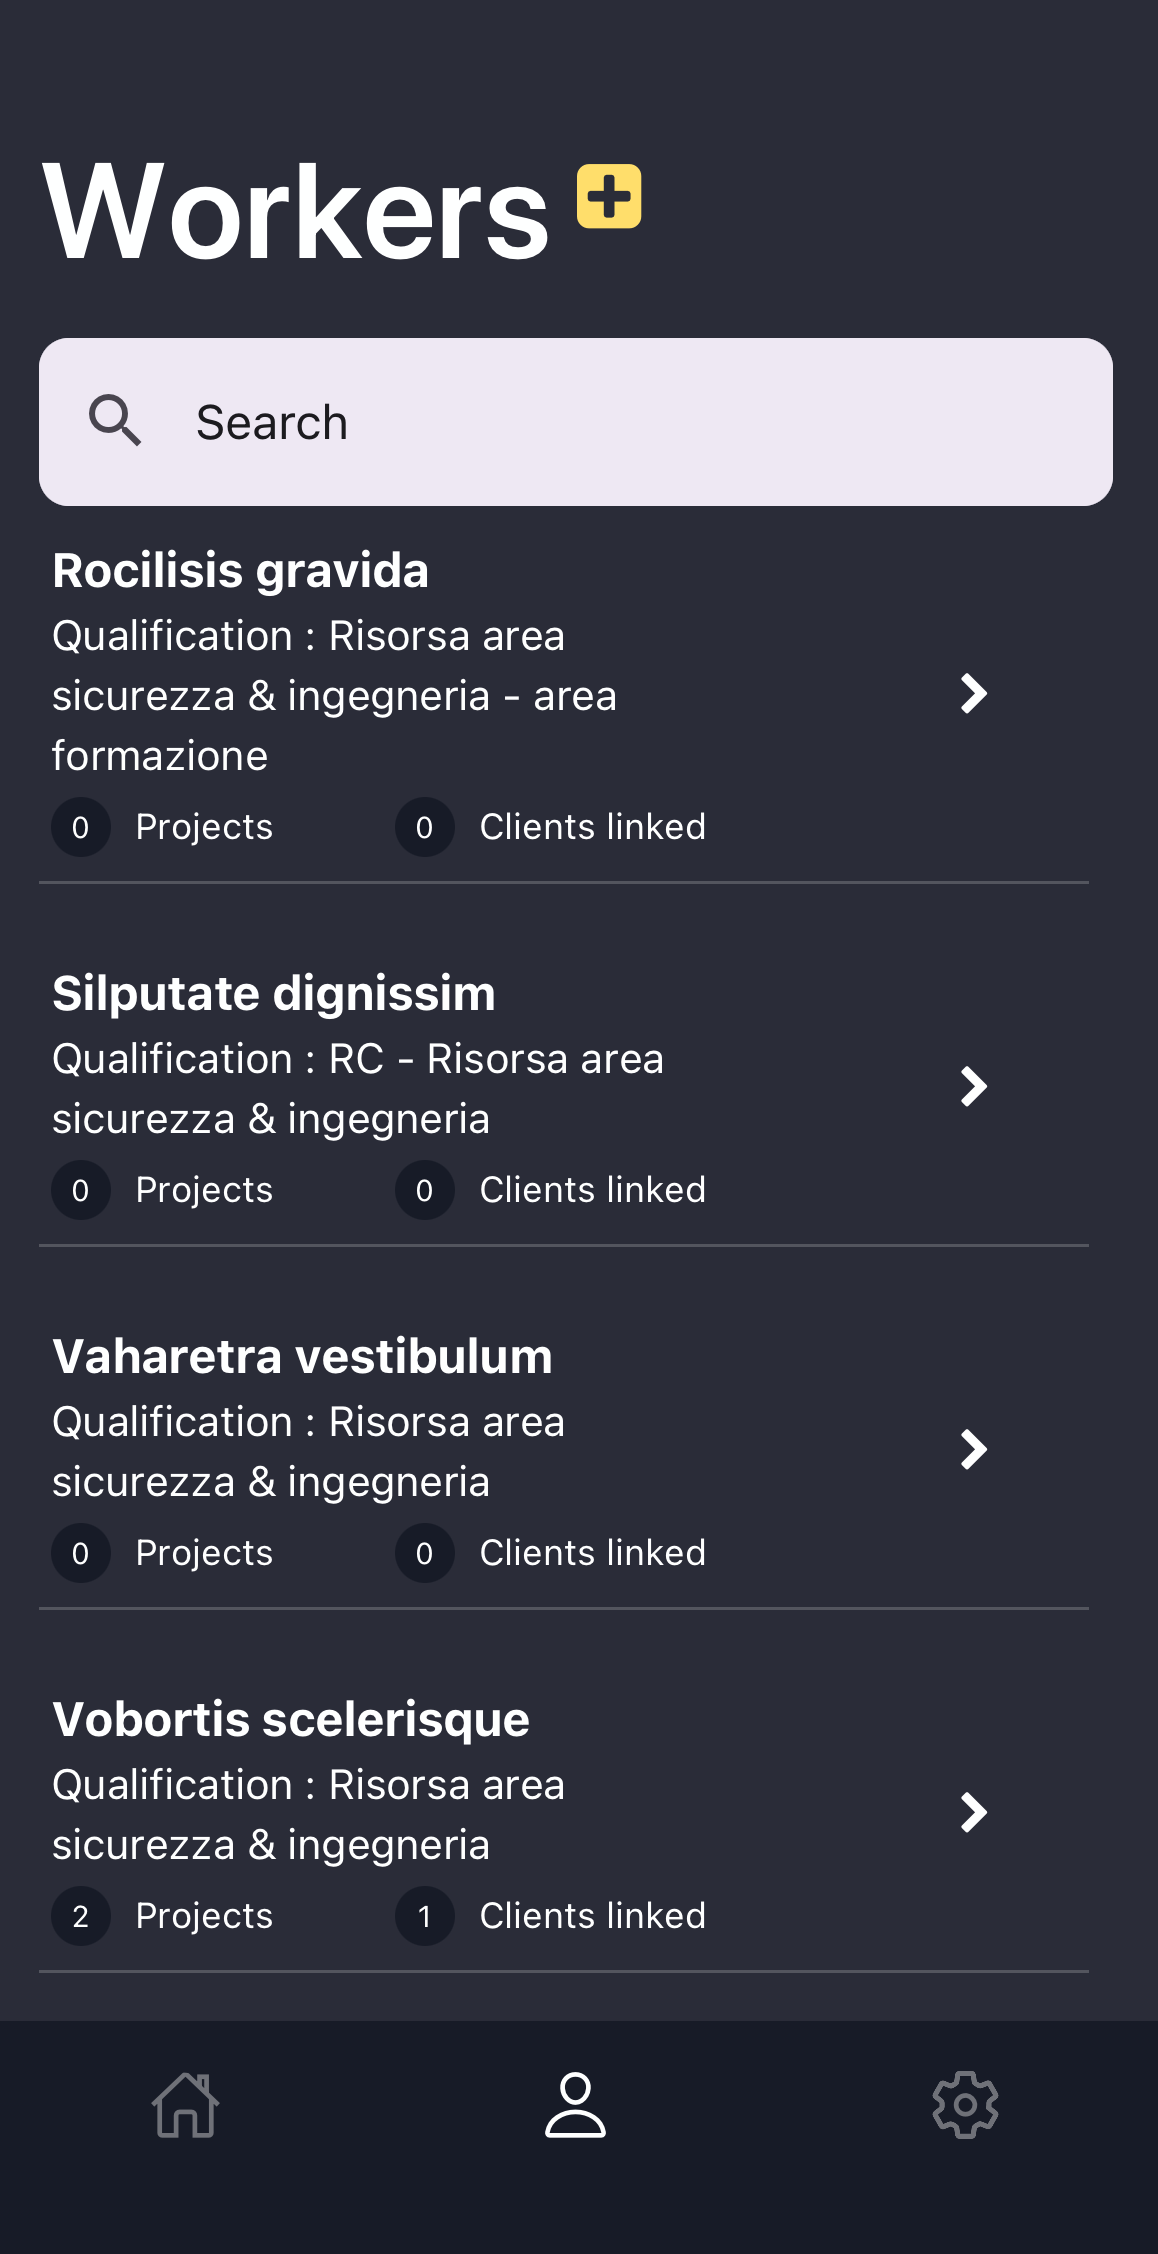 Workers
Search
Rocilisis gravida
Qualification : Risorsa area
sicurezza & ingegneria - area
formazione
0 Projects 0 Clients linked
Silputate dignissim
Qualification : RC - Risorsa area
sicurezza & ingegneria
0 Projects 0 Clients linked
Vaharetra vestibulum
Qualification : Risorsa area
sicurezza & ingegneria
0 Projects 0 Clients linked
Vobortis scelerisque
Qualification : Risorsa area
sicurezza & ingegneria
2 Projects 1 Clients linked